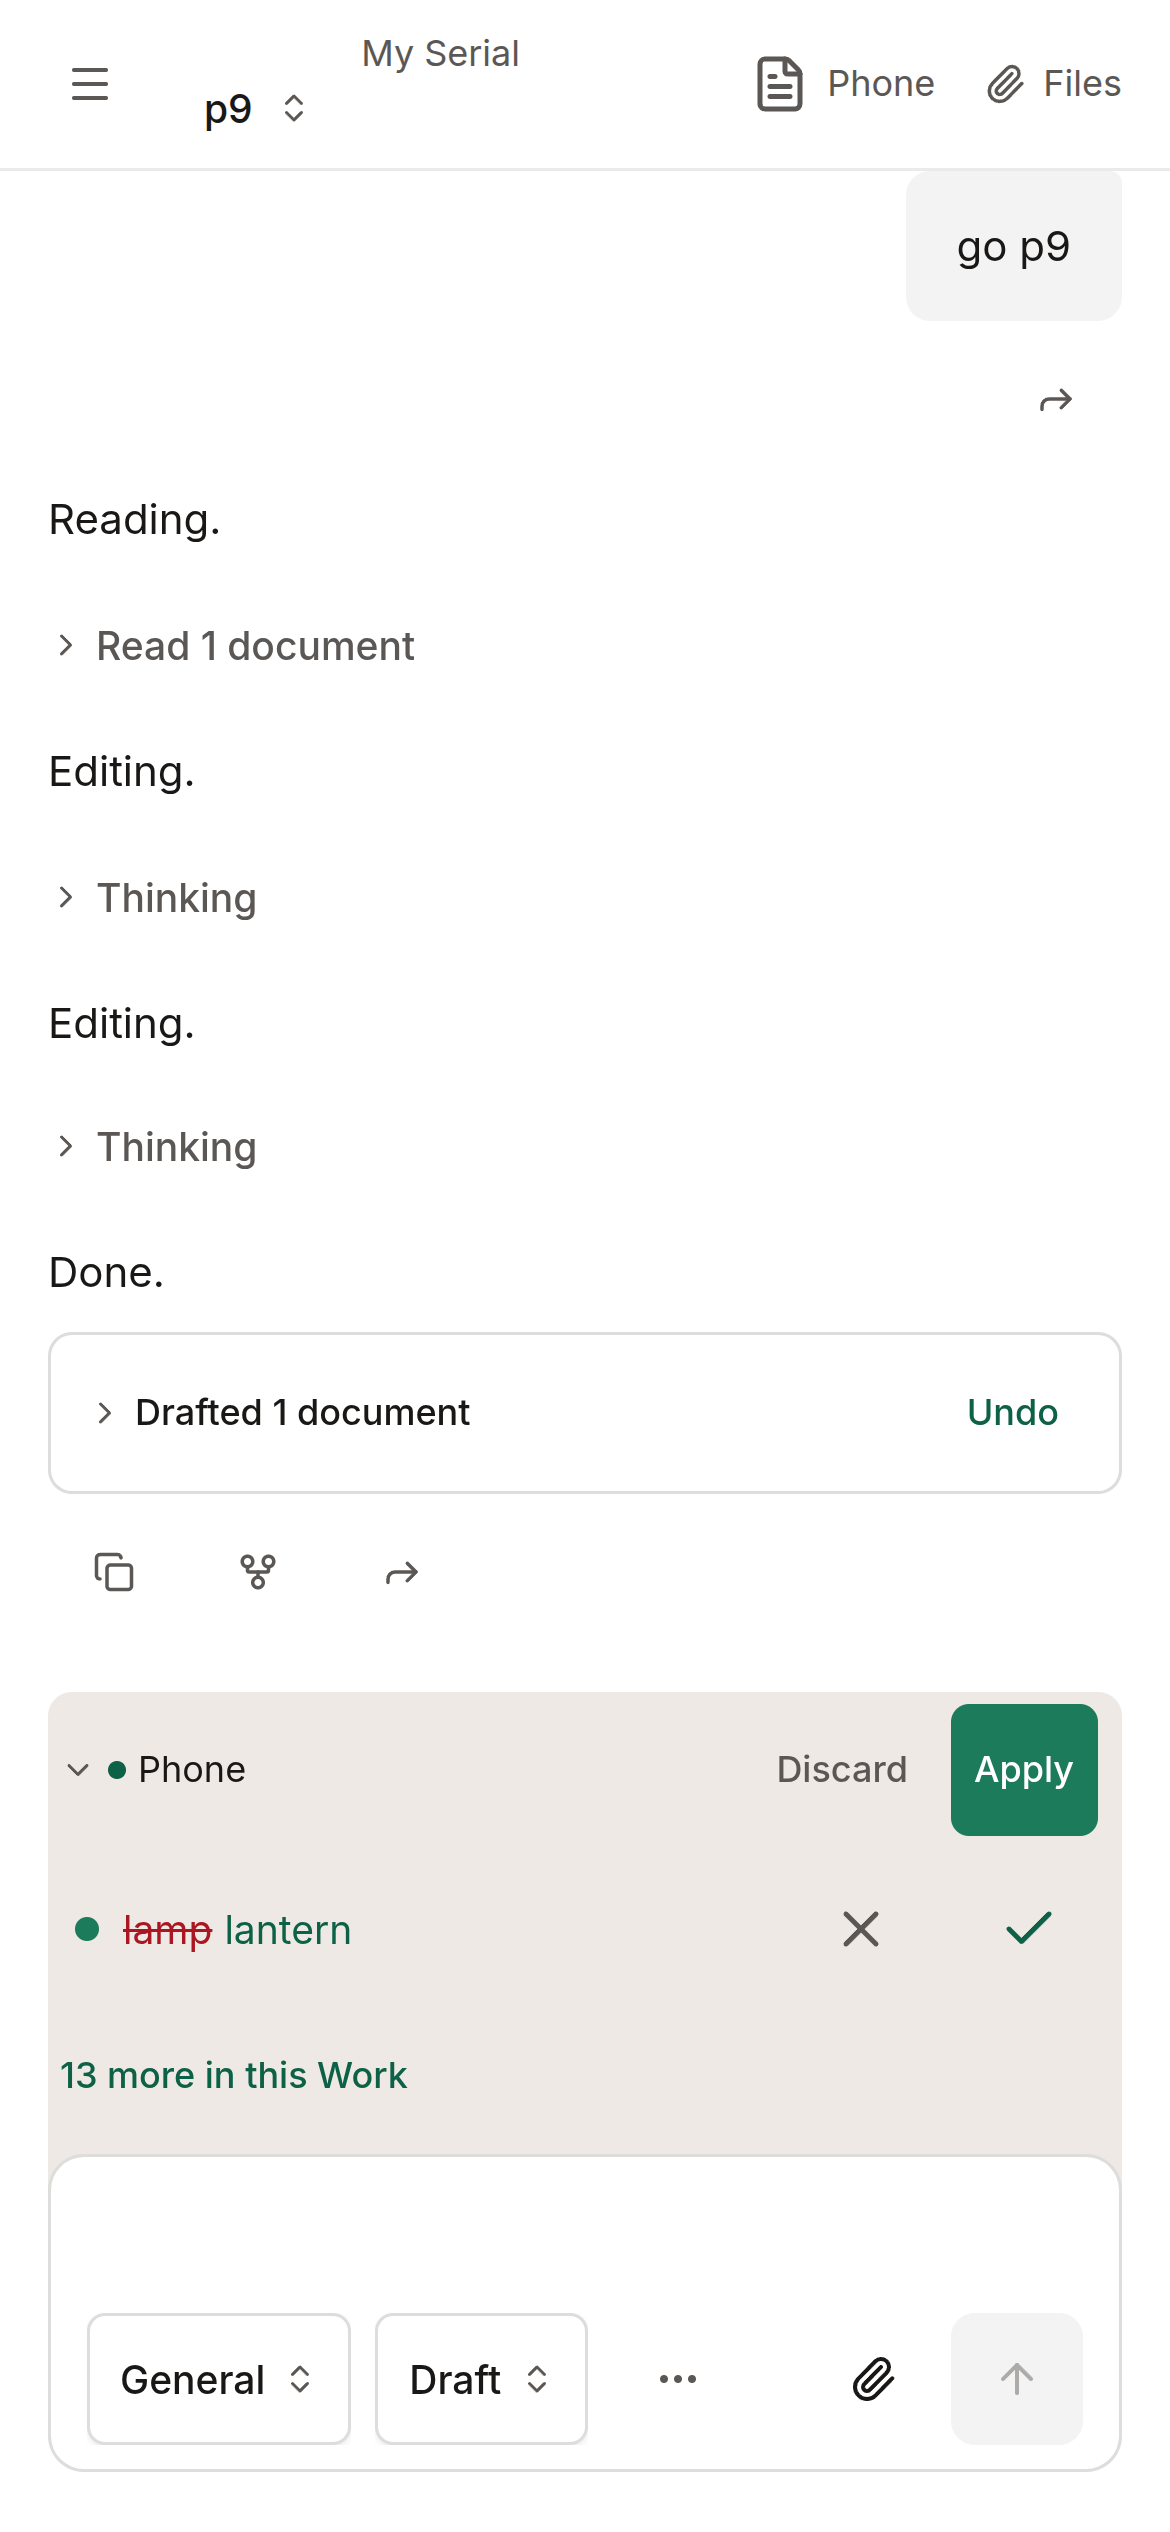 My Serial
p9
Phone
Files
go p9
Reading.
Read 1 document
Editing.
Thinking
Editing.
Thinking
Done.
Drafted 1 document
Undo
Phone
Discard
Apply
lamp lantern
13 more in this Work
General
Draft